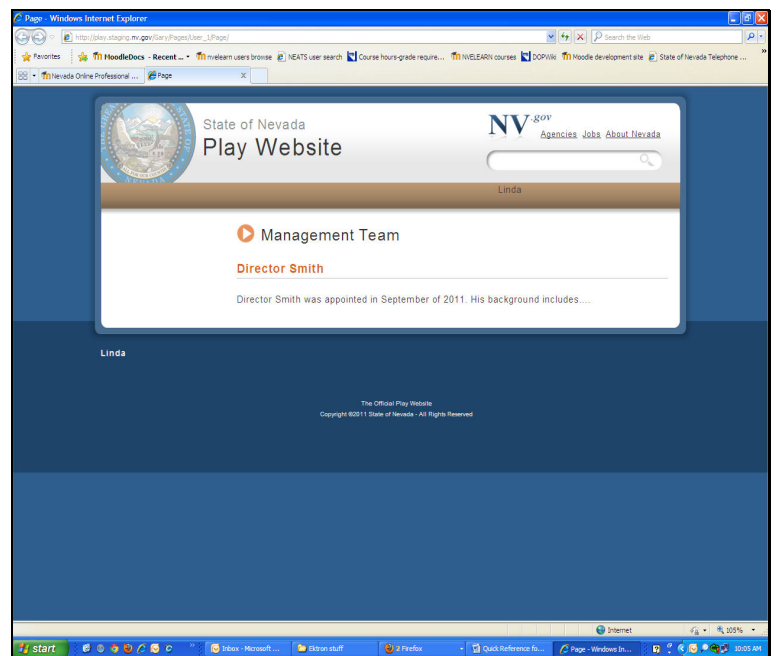 Page - Windows Internet Explorer
http://play.staging.nv.gov/Gary/Pages/User_1/Page/
Search the Web
Favorites
MoodleDocs - Recent ...
nvelearn users browse
NEATS user search
Course hours-grade require...
NVELEARN courses
DOPWiki
Moodle development site
State of Nevada Telephone ...
Nevada Online Professional ...
Page
X
State of Nevada
Play Website
NV.gov
Agencies Jobs About Nevada
Linda
Management Team
Director Smith
Director Smith was appointed in September of 2011. His background includes....
Linda
The Official Play Website
Copyright ©2011 State of Nevada - All Rights Reserved
Internet
105%
start
Inbox - Microsoft ...
Ektron stuff
2 Firefox
Quick Reference fo...
Page - Windows In...
10:05 AM